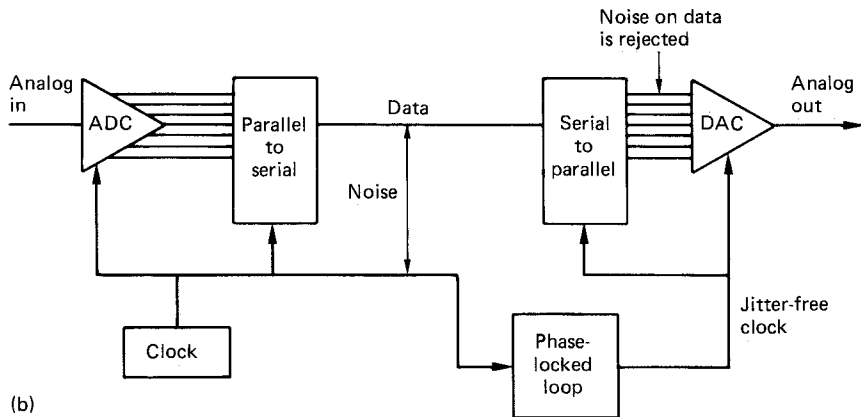 Noise on data
is rejected
Analog
in
ADC
Parallel
to
serial
Data
Noise
Serial
to
parallel
DAC
Analog
out
Clock
Phase-
locked
loop
Jitter-free
clock
(b)